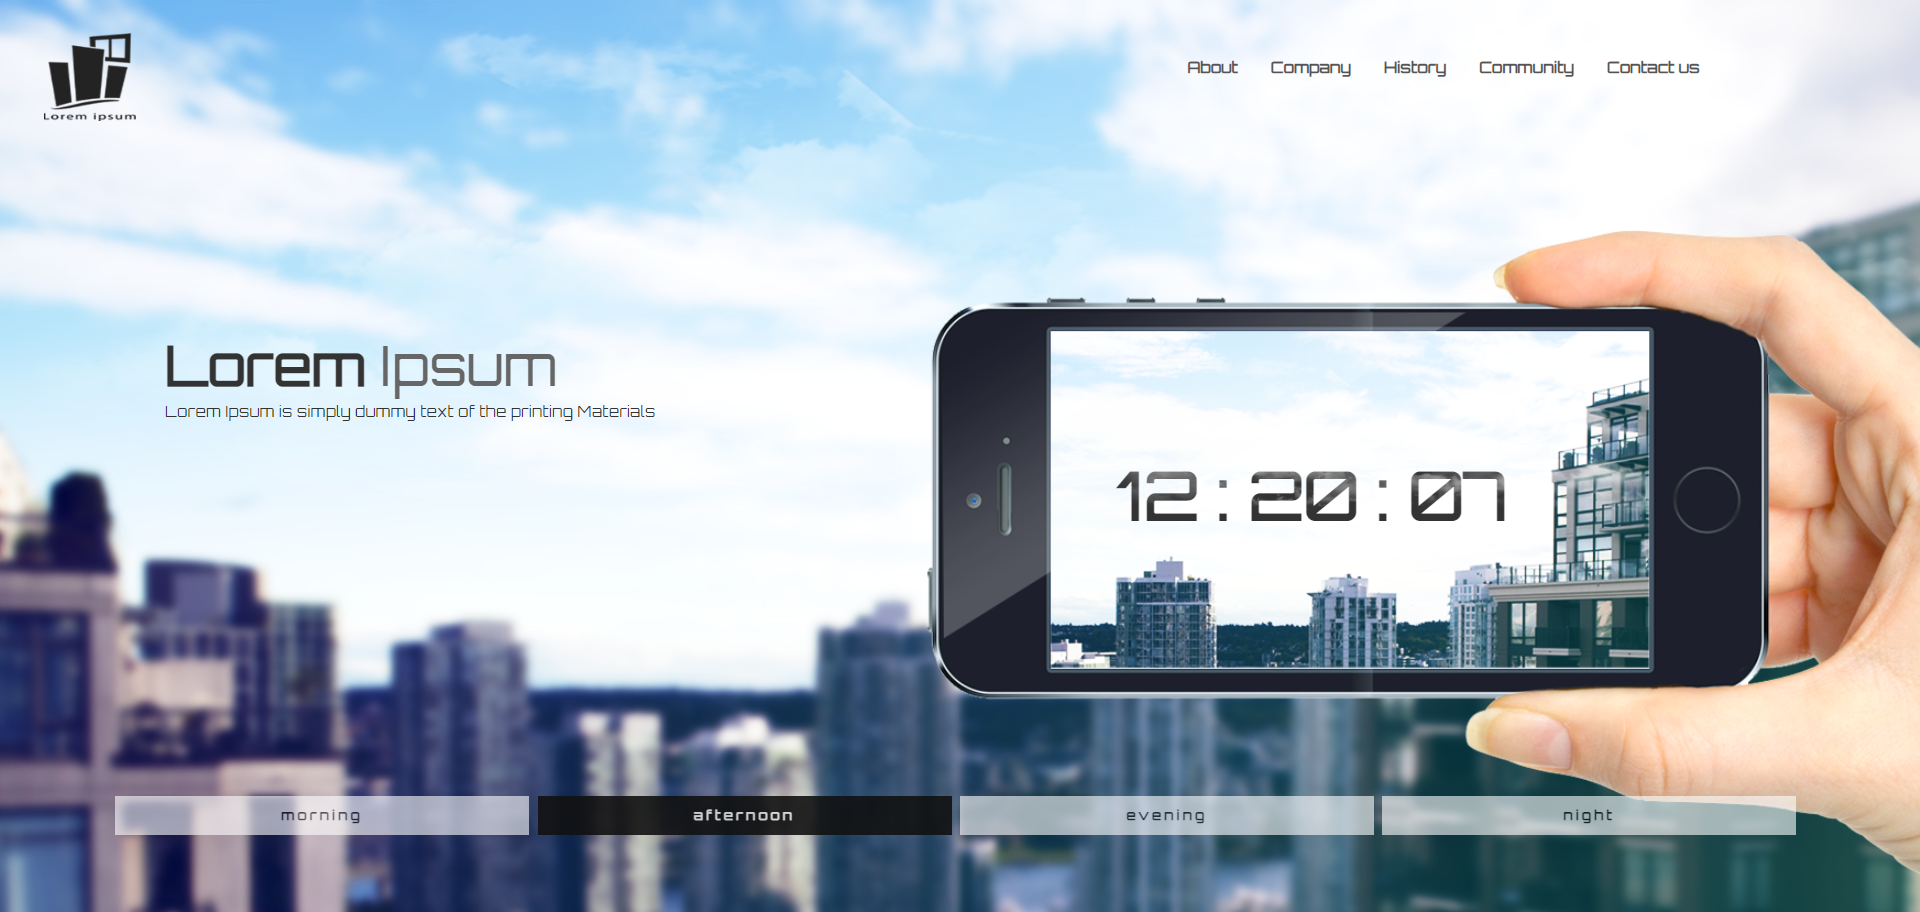 Lorem ipsum
About Company History Community Contact us
Lorem Ipsum
Lorem Ipsum is simply dummy text of the printing Materials
12 : 20 : 07
morning afternoon evening night